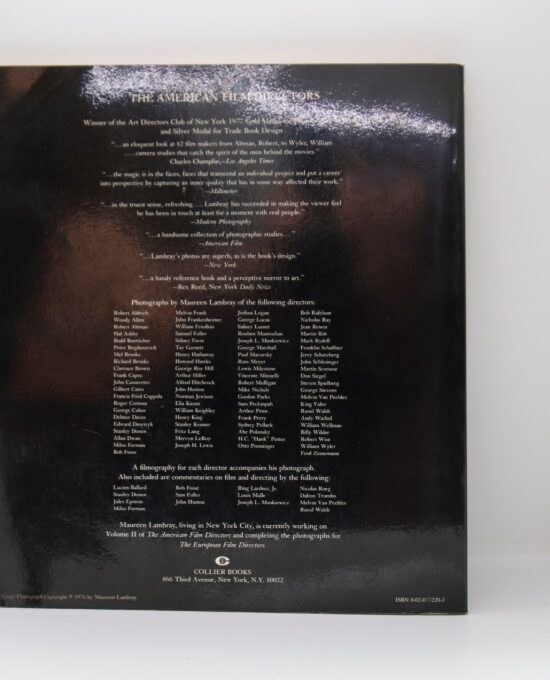 THE AMERICAN FILM DIRECTORS
Winner of the Art Directors Club of New York
and Silver Medal for Trade Book Design
"...an eloquent look at 82 film makers from Altman, Robert, to Wyler, William
....camera studies that catch the spirit of the men behind the movies."
Charles Champlin,—Los Angeles Times
"...the magic is in the faces, faces that transcend an individual project and put a career
into perspective by capturing an inner quality that has in some way affected their work."
—Millimeter
"...in the truest sense, refreshing.... Lambray has succeeded in making the viewer feel
he has been in touch at least for a moment with real people."
—Modern Photography
"...a handsome collection of photographic studies..."
—American Film
"...Lambray's photos are superb, as is the book's design."
—New York
"...a handy reference book and a perceptive mirror to art."
—Rex Reed, New York Daily News
Photographs by Maureen Lambray of the following directors:
Robert Aldrich
Woody Allen
Robert Altman
Hal Ashby
Budd Boetticher
Peter Bogdanovich
Mel Brooks
Richard Brooks
Clarence Brown
Frank Capra
John Cassavetes
Gilbert Cates
Francis Ford Coppola
Roger Corman
George Cukor
Delmer Daves
Edward Dmytryk
Stanley Donen
Allan Dwan
Milos Forman
Bob Fosse
Melvin Frank
John Frankenheimer
William Friedkin
Samuel Fuller
Sidney Furie
Tay Garnett
Henry Hathaway
Howard Hawks
George Roy Hill
Arthur Hiller
Alfred Hitchcock
John Huston
Norman Jewison
Elia Kazan
William Keighley
Henry King
Stanley Kramer
Fritz Lang
Mervyn LeRoy
Joseph H. Lewis
Joshua Logan
George Lucas
Sidney Lumet
Rouben Mamoulian
Joseph L. Mankiewicz
George Marshall
Paul Mazursky
Russ Meyer
Lewis Milestone
Vincente Minnelli
Robert Mulligan
Mike Nichols
Gordon Parks
Sam Peckinpah
Arthur Penn
Frank Perry
Sydney Pollack
Abe Polonsky
H.C. "Hank" Potter
Otto Preminger
Bob Rafelson
Nicholas Ray
Jean Renoir
Martin Ritt
Mark Rydell
Franklin Schaffner
Jerry Schatzberg
John Schlesinger
Martin Scorsese
Don Siegel
Steven Spielberg
George Stevens
Melvin Van Peebles
King Vidor
Raoul Walsh
Andy Warhol
William Wellman
Billy Wilder
Robert Wise
William Wyler
Fred Zinnemann
A filmography for each director accompanies his photograph.
Also included are commentaries on film and directing by the following:
Lucien Ballard
Stanley Donen
Jules Epstein
Milos Forman
Bob Fosse
Sam Fuller
John Huston
Ring Lardner, Jr.
Louis Malle
Joseph L. Mankiewicz
Nicolas Roeg
Dalton Trumbo
Melvin Van Peebles
Raoul Walsh
Maureen Lambray, living in New York City, is currently working on
Volume II of The American Film Directors and completing the photographs for
The European Film Directors.
COLLIER BOOKS
866 Third Avenue, New York, N.Y. 10022
Cover Photograph Copyright © 1976 by Maureen Lambray
ISBN 0-02-077220-3